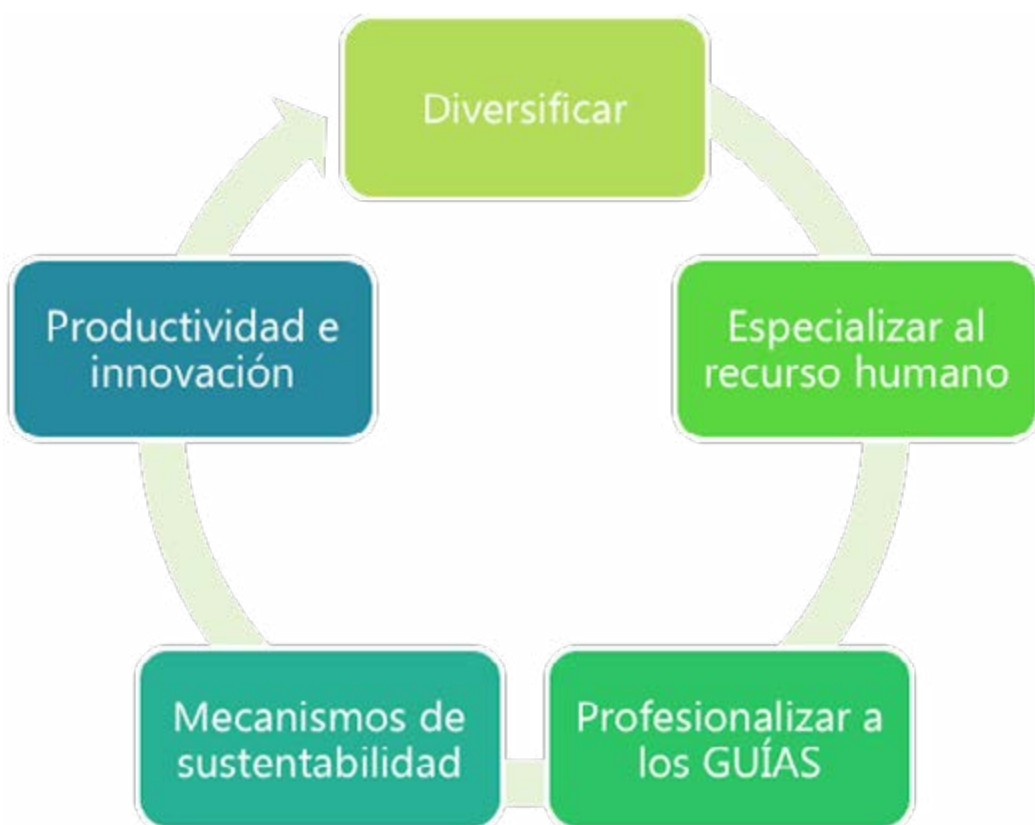 Diversificar
Especializar al
recurso humano
Profesionalizar a
los GUÍAS
Mecanismos de
sustentabilidad
Productividad e
innovación